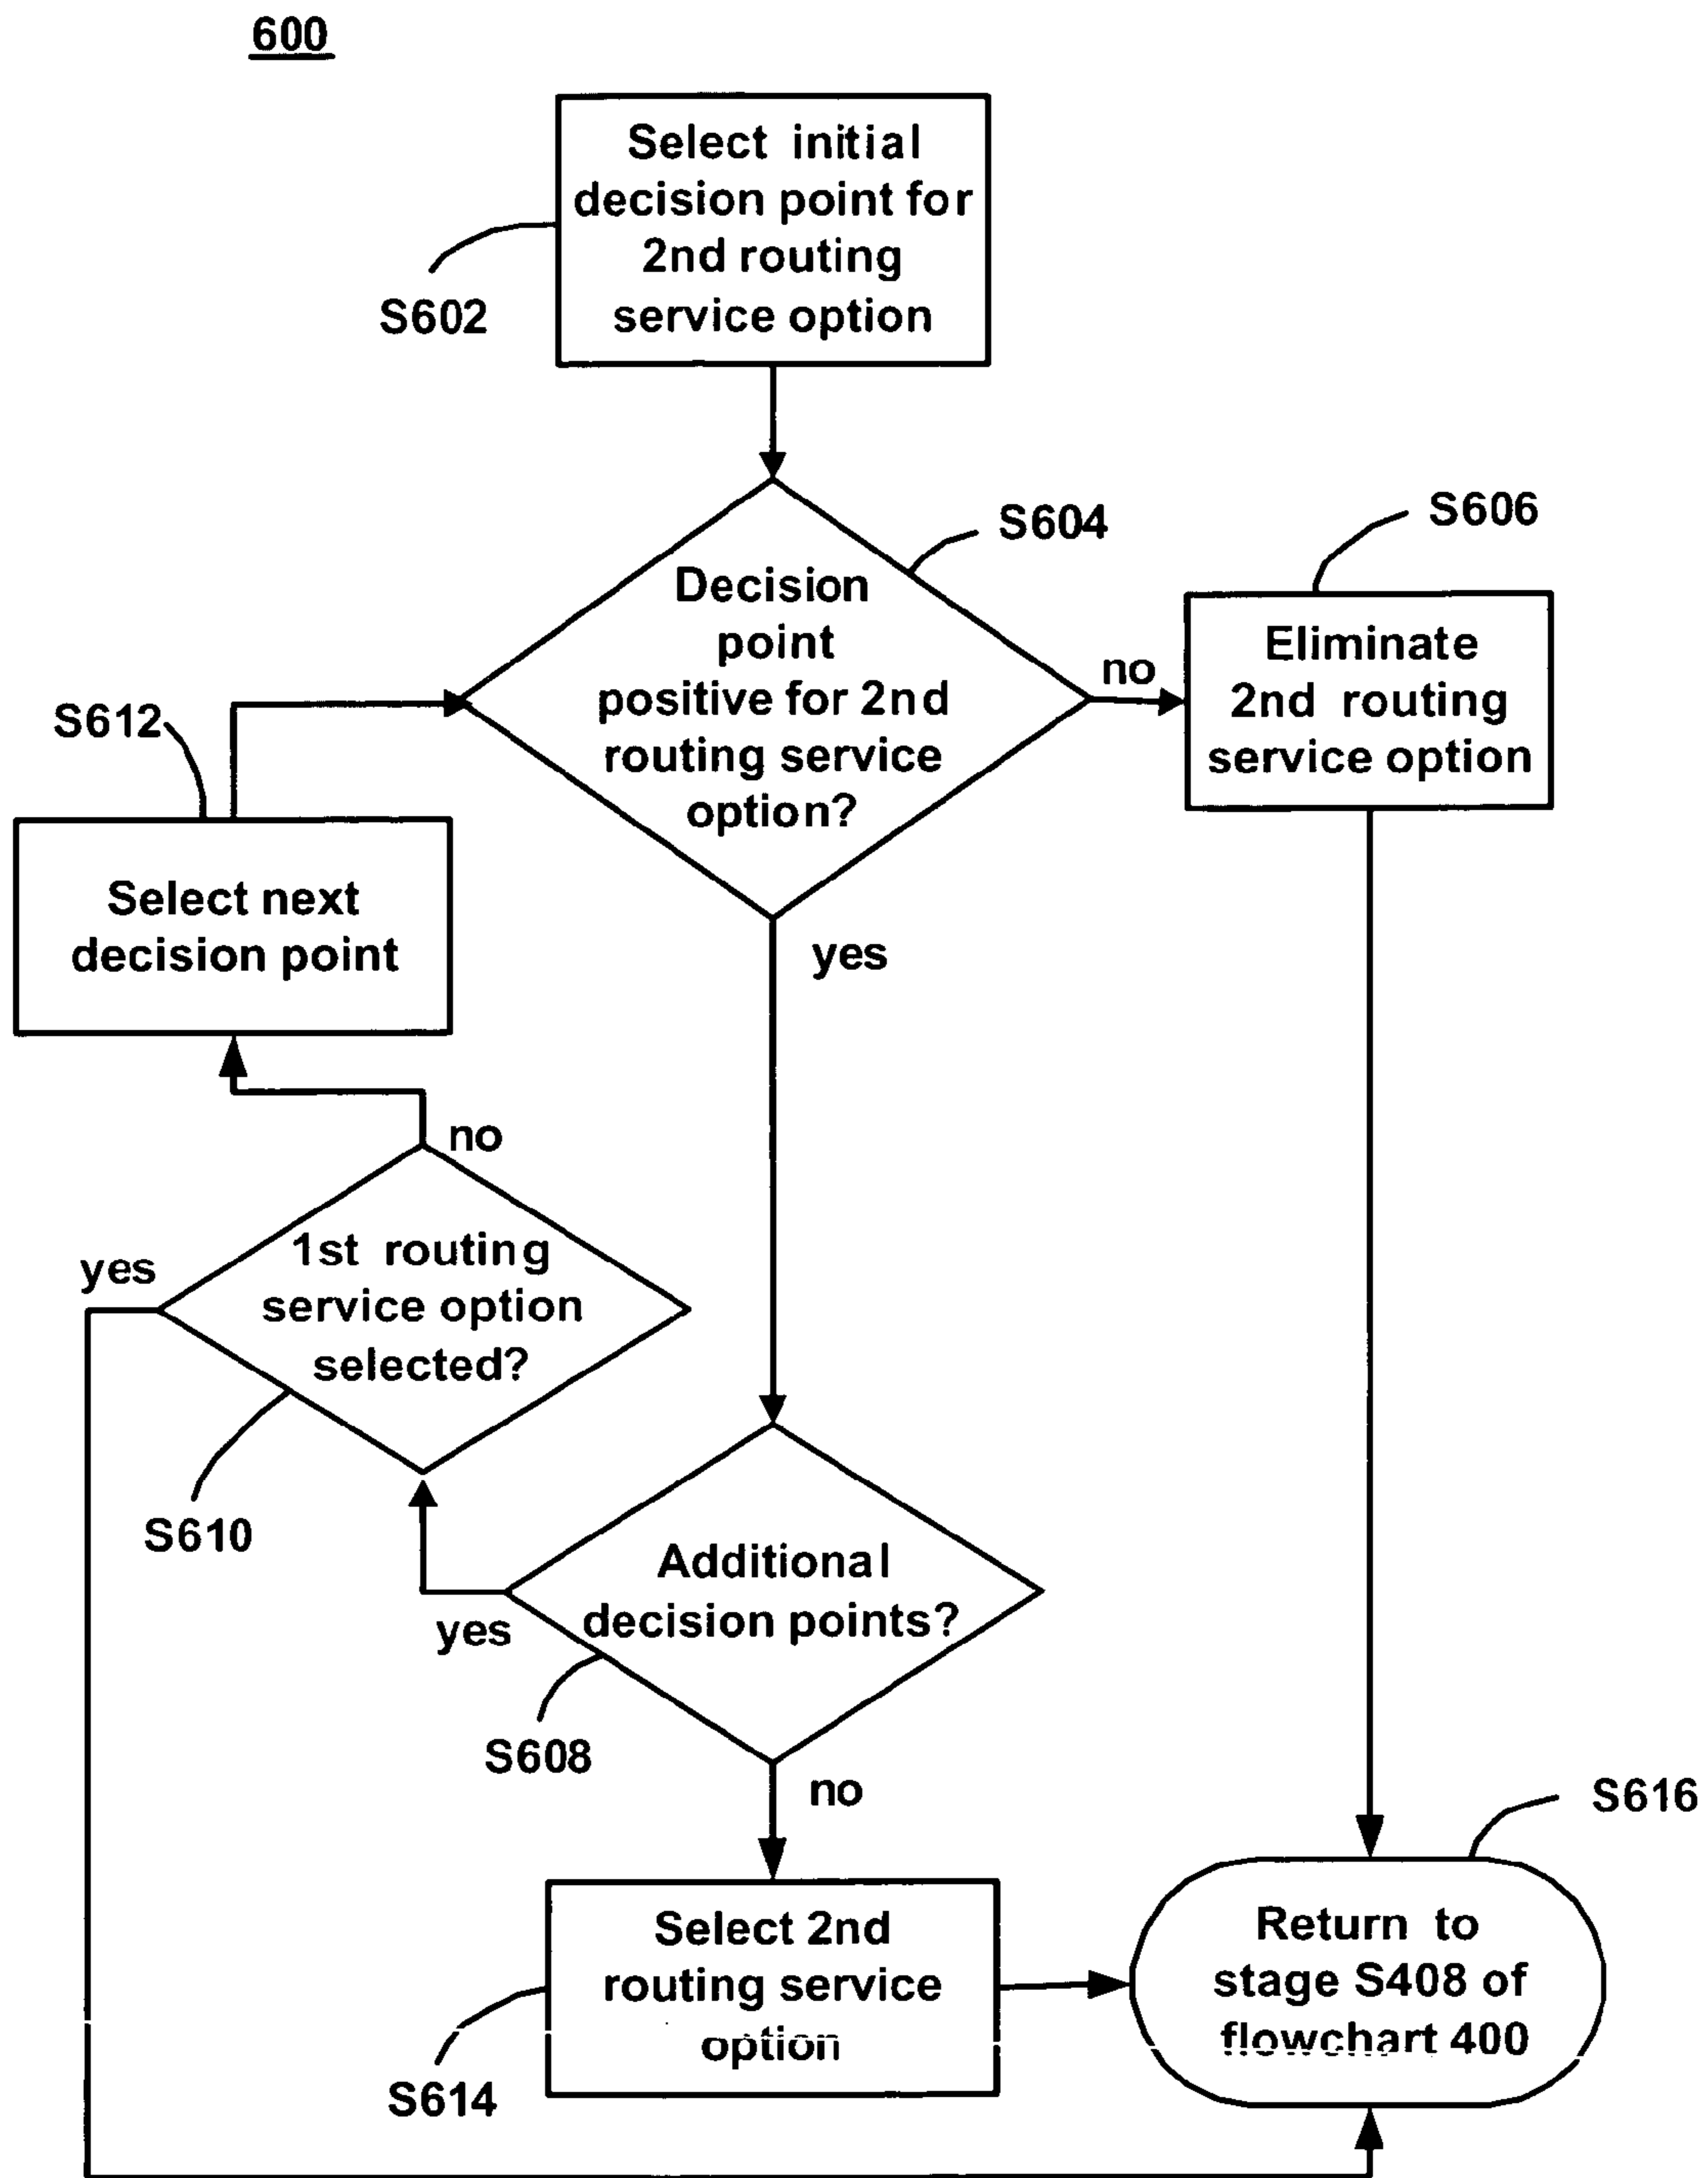 600
Select initial
decision point for
2nd routing
service option
S602
S604
S606
Decision
point
positive for 2nd
routing service
option?
no
Eliminate
2nd routing
service option
S612
Select next
decision point
yes
no
yes
1st routing
service option
selected?
S610
Additional
decision points?
yes
S608
no
S616
Select 2nd
routing service
option
S614
Return to
stage S408 of
flowchart 400